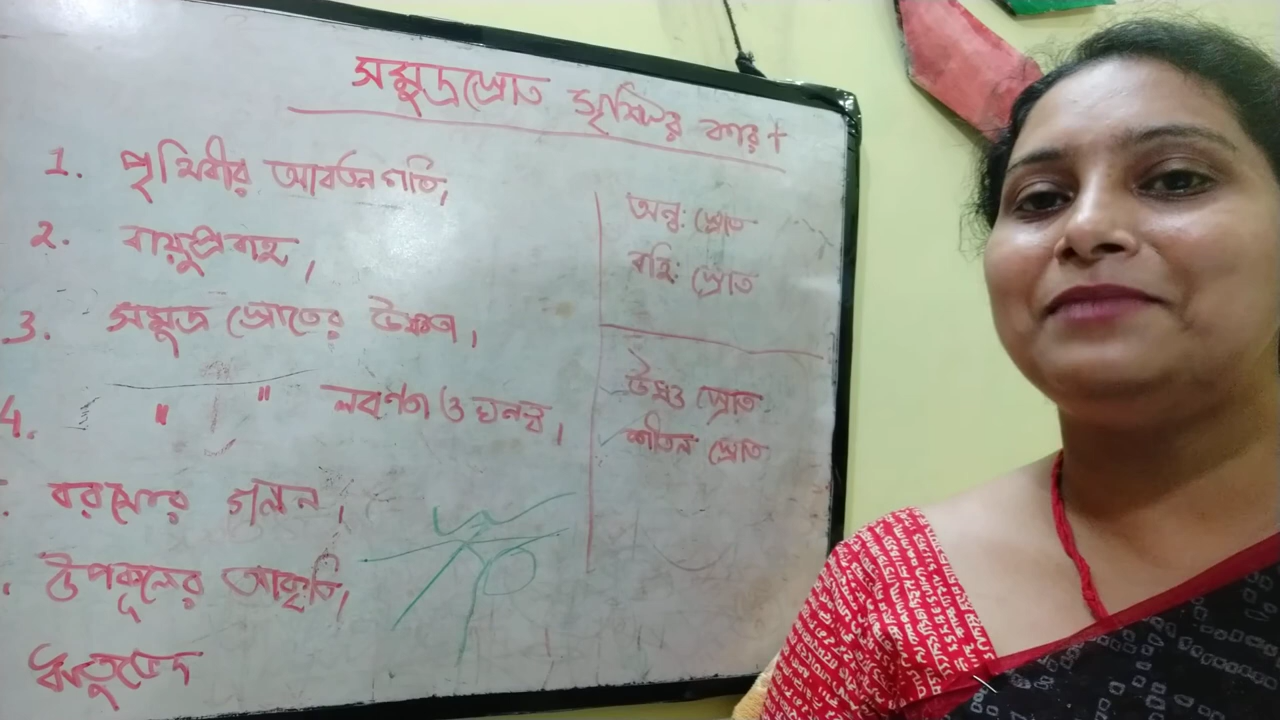 সমুদ্রস্রোত সৃষ্টির কারণ
1. পৃথিবীর আবর্তন গতি,
2. বায়ুপ্রবাহ,
3. সমুদ্র স্রোতের উষ্ণতা,
4. " " লবণতা ও ঘনত্ব,
বরফের গলন,
উপকূলের আকৃতি,
ঋতুভেদ
অন্ত: স্রোত
বহি: স্রোত
উষ্ণ স্রোত
শীতল স্রোত